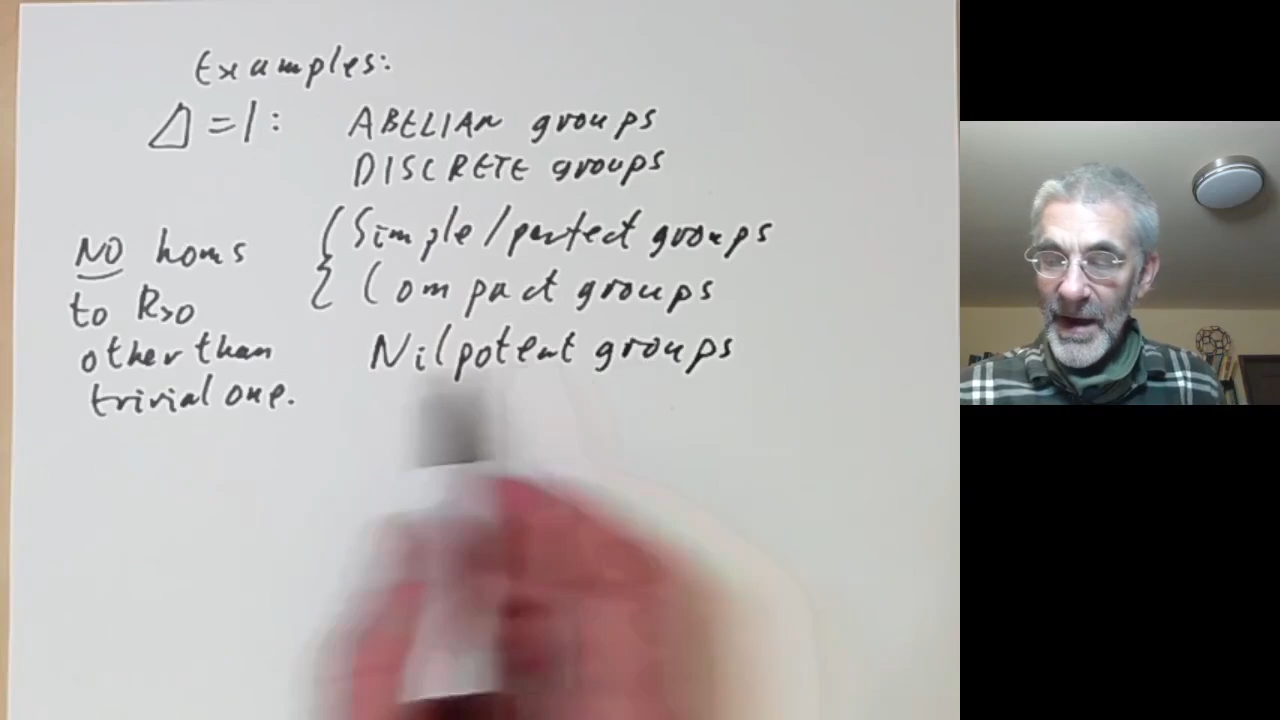 Examples:
Δ = 1: ABELIAN groups
DISCRETE groups
{ Simple/perfect groups
{ Compact groups
NO homs
to R>0
other than
trivial one.
Nilpotent groups